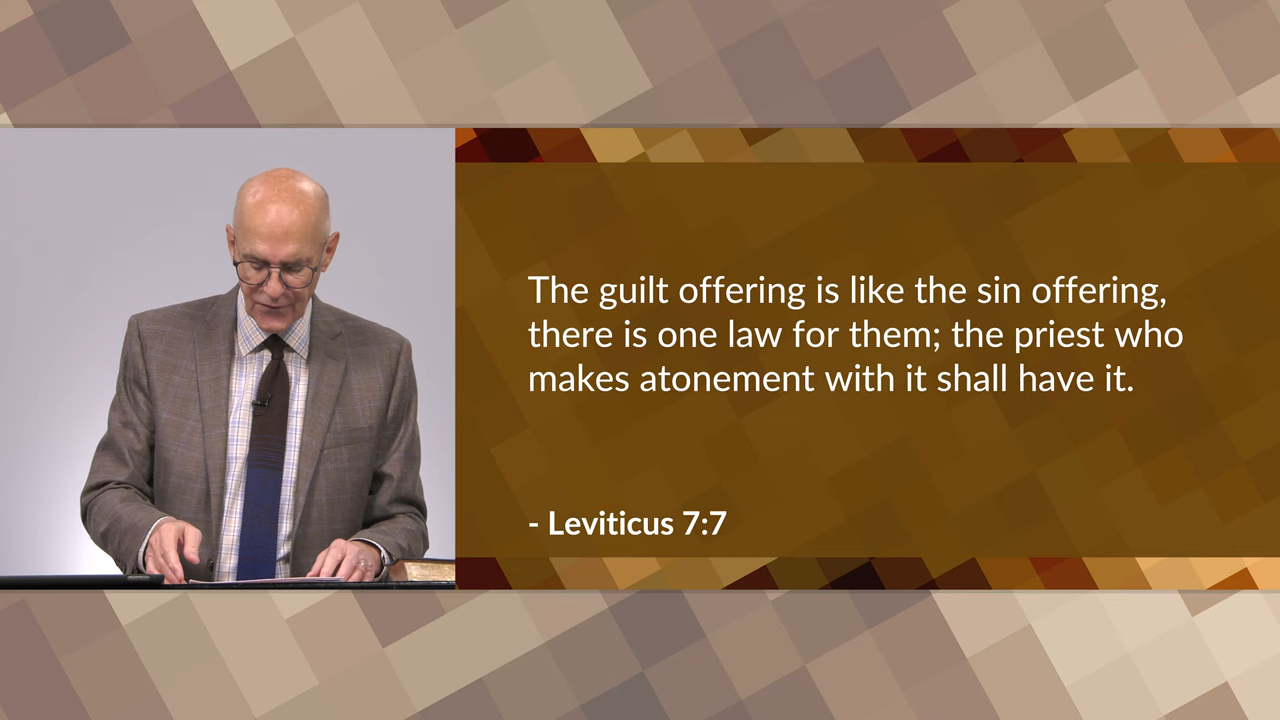 The guilt offering is like the sin offering,
there is one law for them; the priest who
makes atonement with it shall have it.
- Leviticus 7:7